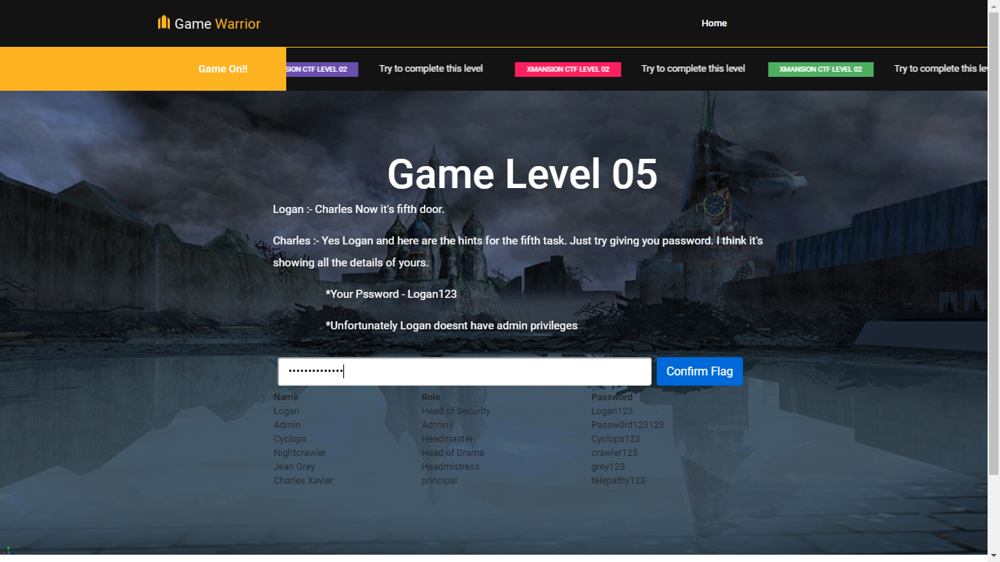 Game Warrior
Home
Game On!!
SION CTF LEVEL 02 Try to complete this level XMANSION CTF LEVEL 02 Try to complete this level XMANSION CTF LEVEL 02 Try to complete this le
Game Level 05
Logan :- Charles Now it's fifth door.
Charles :- Yes Logan and here are the hints for the fifth task. Just try giving you password. I think it's
showing all the details of yours.
*Your Pssword - Logan123
*Unfortunately Logan doesnt have admin privileges
•••••••••••••• Confirm Flag
Name Role Password
Logan Head of Security Logan123
Admin Admin1 Passw0rd123123
Cyclops Headmaster Cyclops123
Nightcrawler Head of Drama crawler123
Jean Grey Headmistress grey123
Charles Xavier principal telepathy123